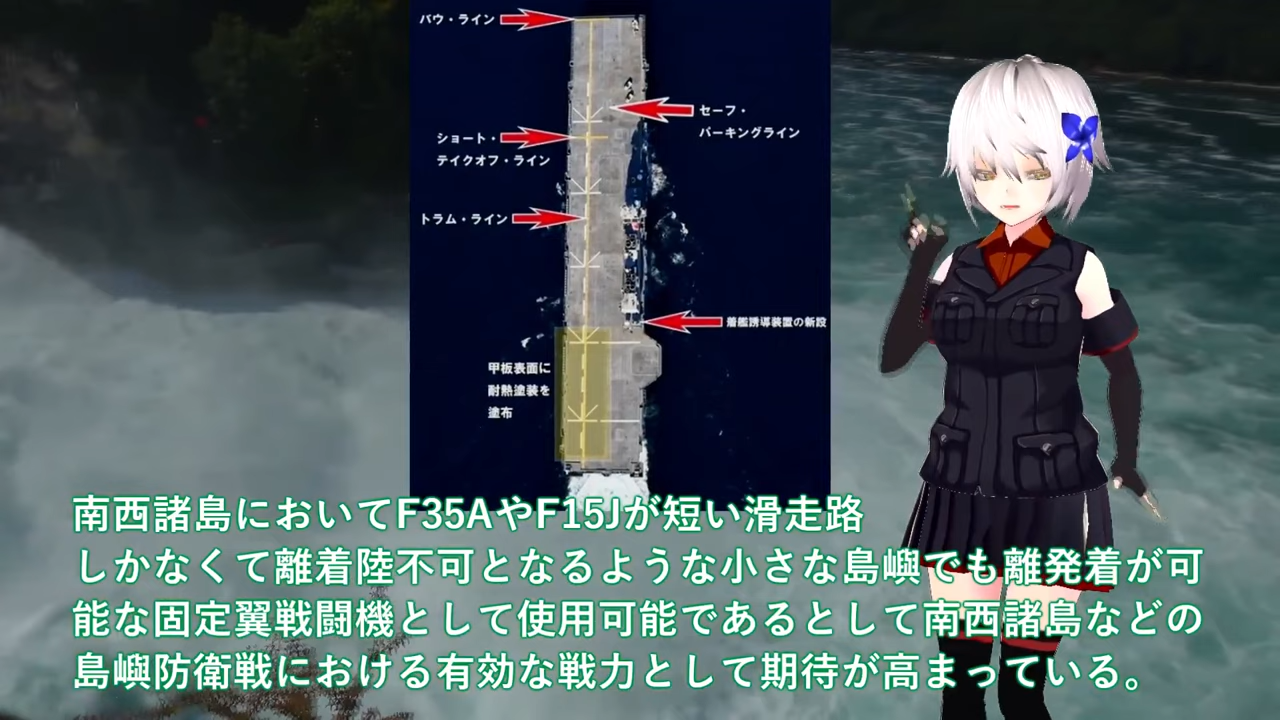 バウ・ライン
セーフ・
パーキングライン
ショート・
テイクオフ・ライン
トラム・ライン
着艦誘導装置の新設
甲板表面に
耐熱塗装を
塗布
南西諸島においてF35AやF15Jが短い滑走路
しかなくて離着陸不可となるような小さな島嶼でも離発着が可
能な固定翼戦闘機として使用可能であるとして南西諸島などの
島嶼防衛戦における有効な戦力として期待が高まっている。